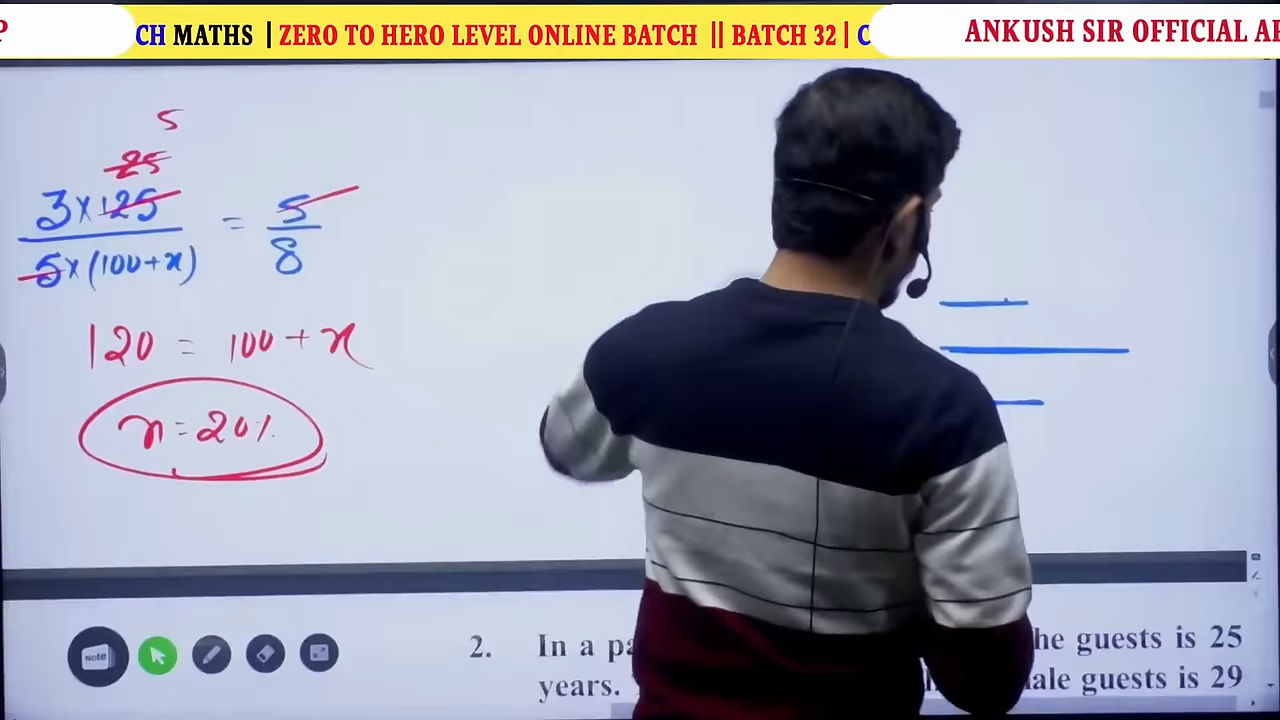 CH MATHS | ZERO TO HERO LEVEL ONLINE BATCH || BATCH 32 |
ANKUSH SIR OFFICIAL
5
25
3×125 = 5
5×(100+x) 8
120 = 100+x
x=20%
Note
2. In a he guests is 25
years. ale guests is 29